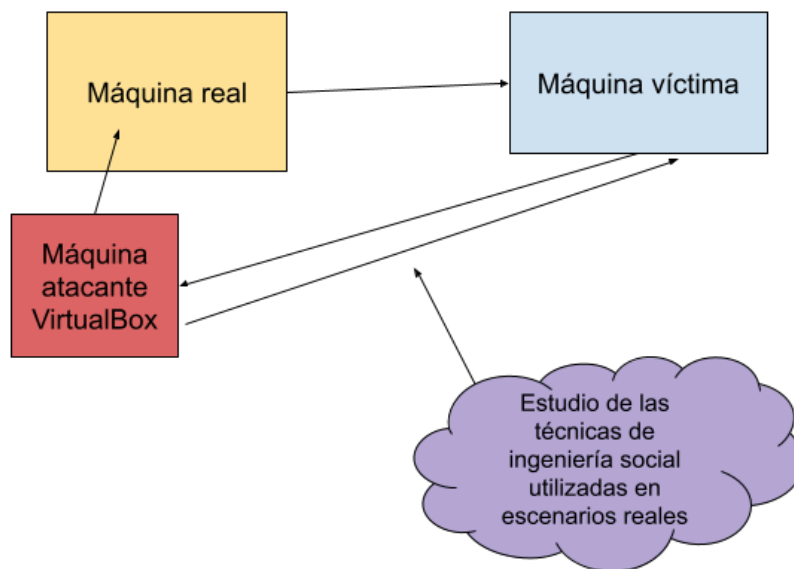 Máquina real
Máquina víctima
Máquina
atacante
VirtualBox
Estudio de las
técnicas de
ingeniería social
utilizadas en
escenarios reales